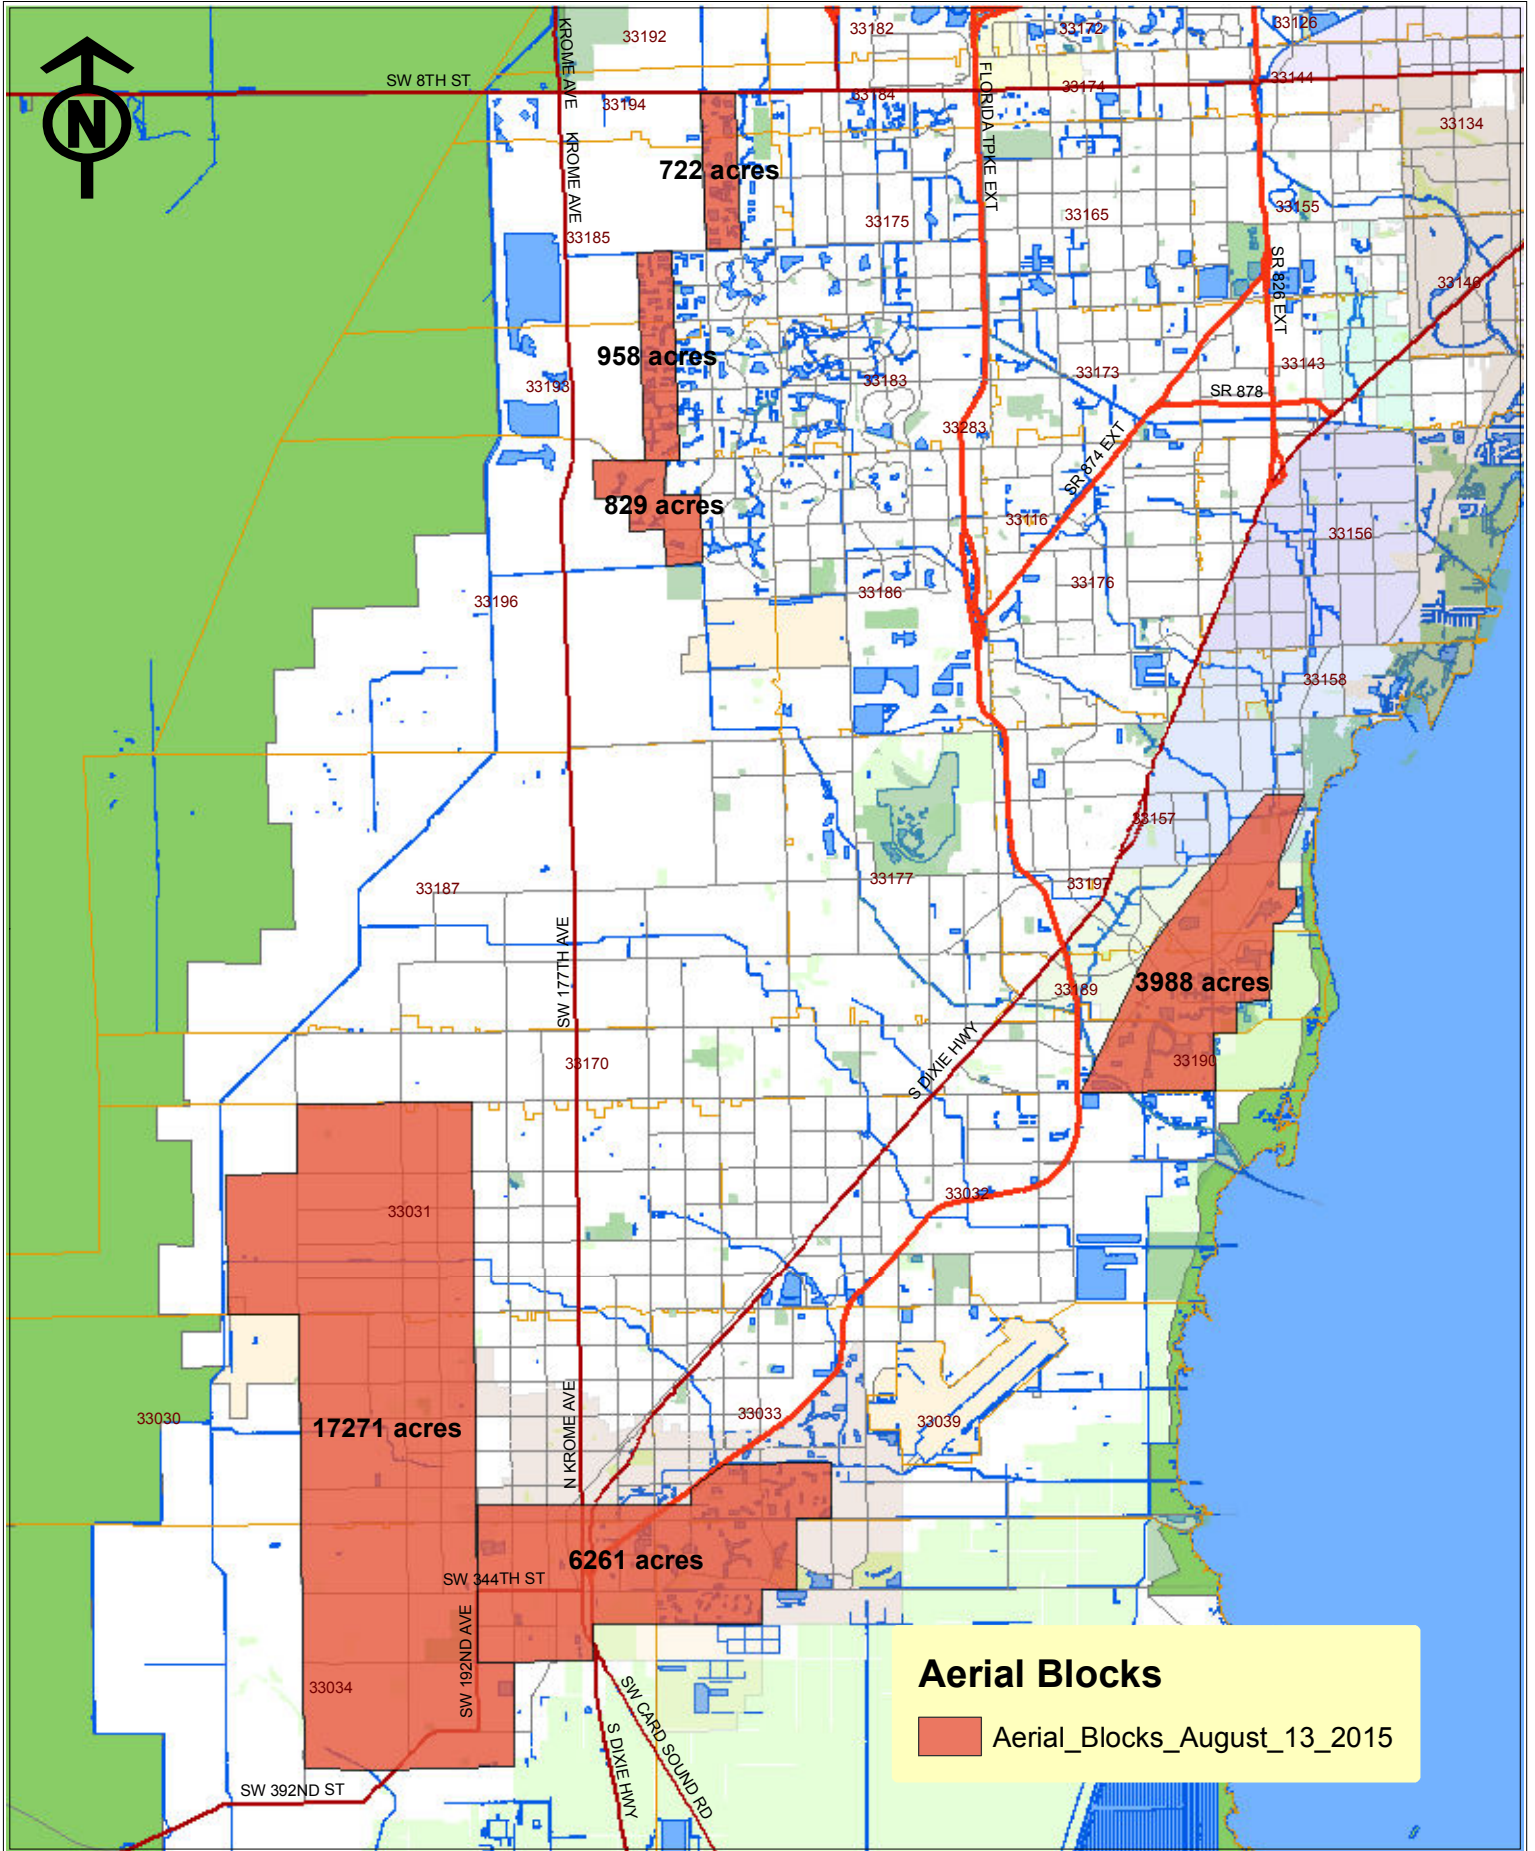 33192
33182
33172
33126
KROME AVE
SW 8TH ST
33194
33184
33174
33144
33134
N
FLORIDA TPKE EXT
722 acres
KROME AVE
33185
33175
33165
33155
33146
SR 826 EXT
958 acres
33193
33183
33173
33143
SR 878
33283
SR 874 EXT
829 acres
33116
33156
33196
33186
33176
33158
33157
33187
33177
33197
SW 177TH AVE
3988 acres
33189
33170
S DIXIE HWY
33190
33031
33032
17271 acres
33030
N KROME AVE
33033
33039
6261 acres
SW 344TH ST
SW 192ND AVE
33034
SW 392ND ST
S DIXIE HWY
SW CARD SOUND RD
Aerial Blocks
Aerial_Blocks_August_13_2015